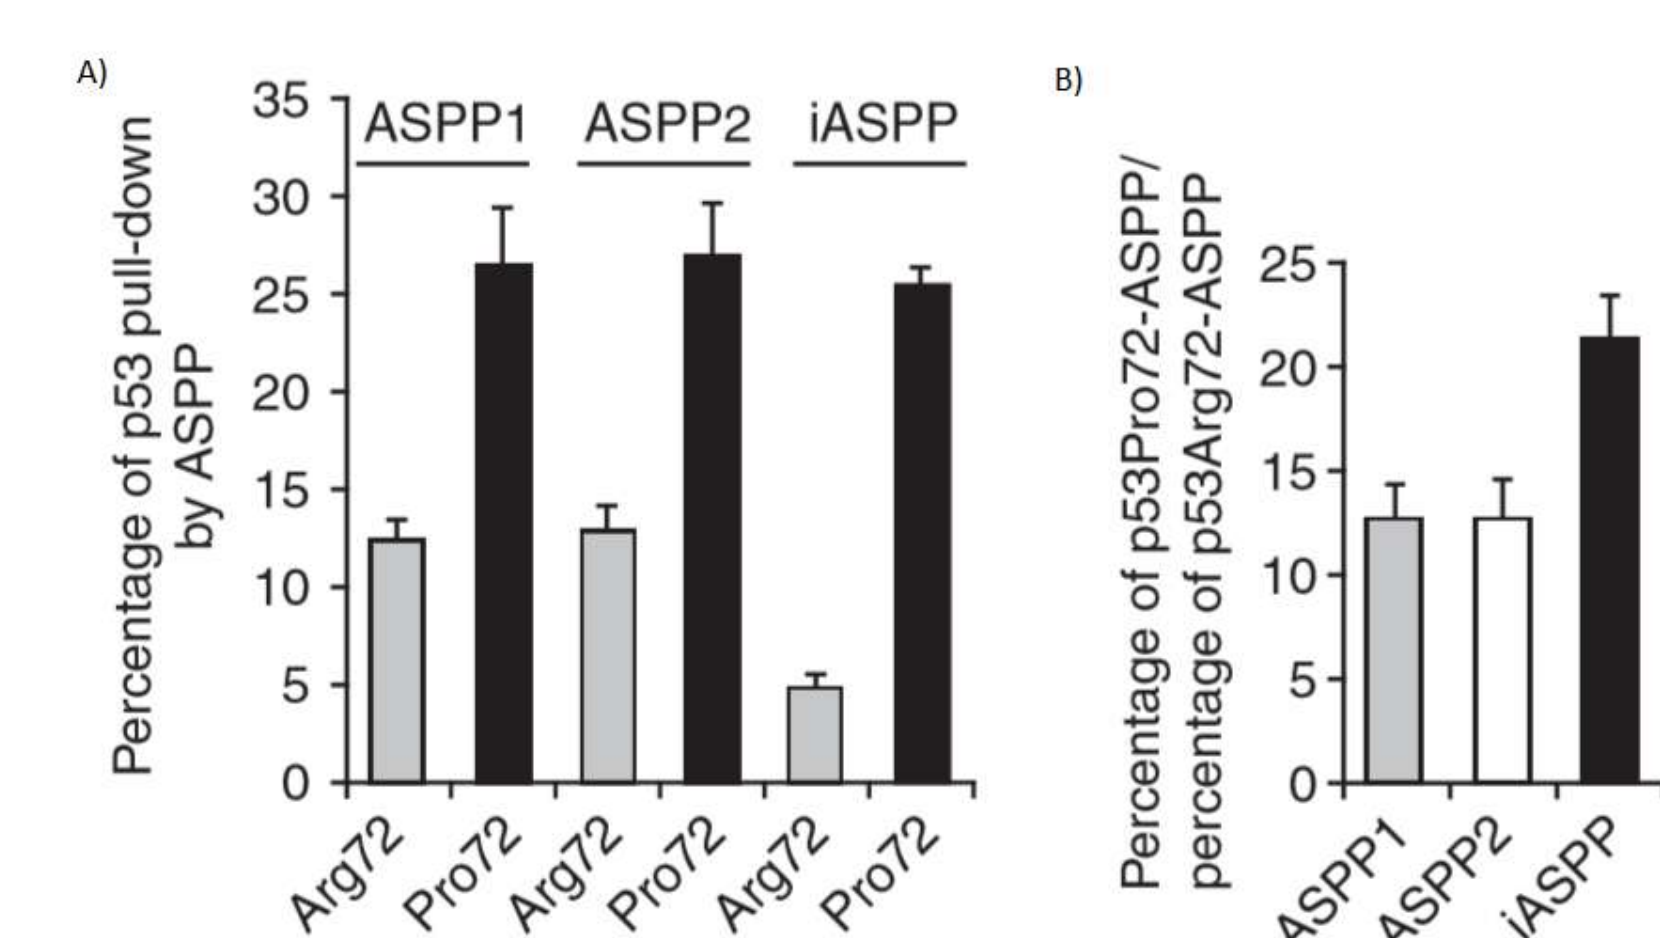 A)
Percentage of p53 pull-down
by ASPP
35
30
25
20
15
10
5
0
ASPP1
ASPP2
iASPP
Arg72
Pro72
Arg72
Pro72
Arg72
Pro72
B)
Percentage of p53Pro72-ASPP/
percentage of p53Arg72-ASPP
25
20
15
10
5
0
ASPP1
ASPP2
iASPP